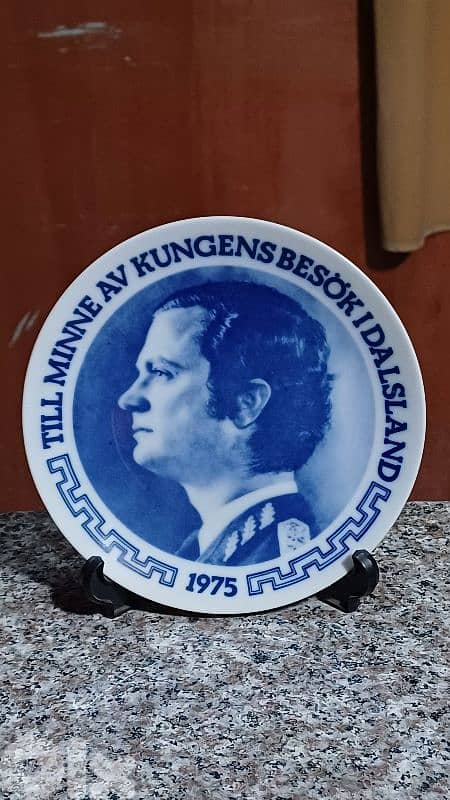 TILL MINNE AV KUNGENS BESÖK I DALSLAND
1975